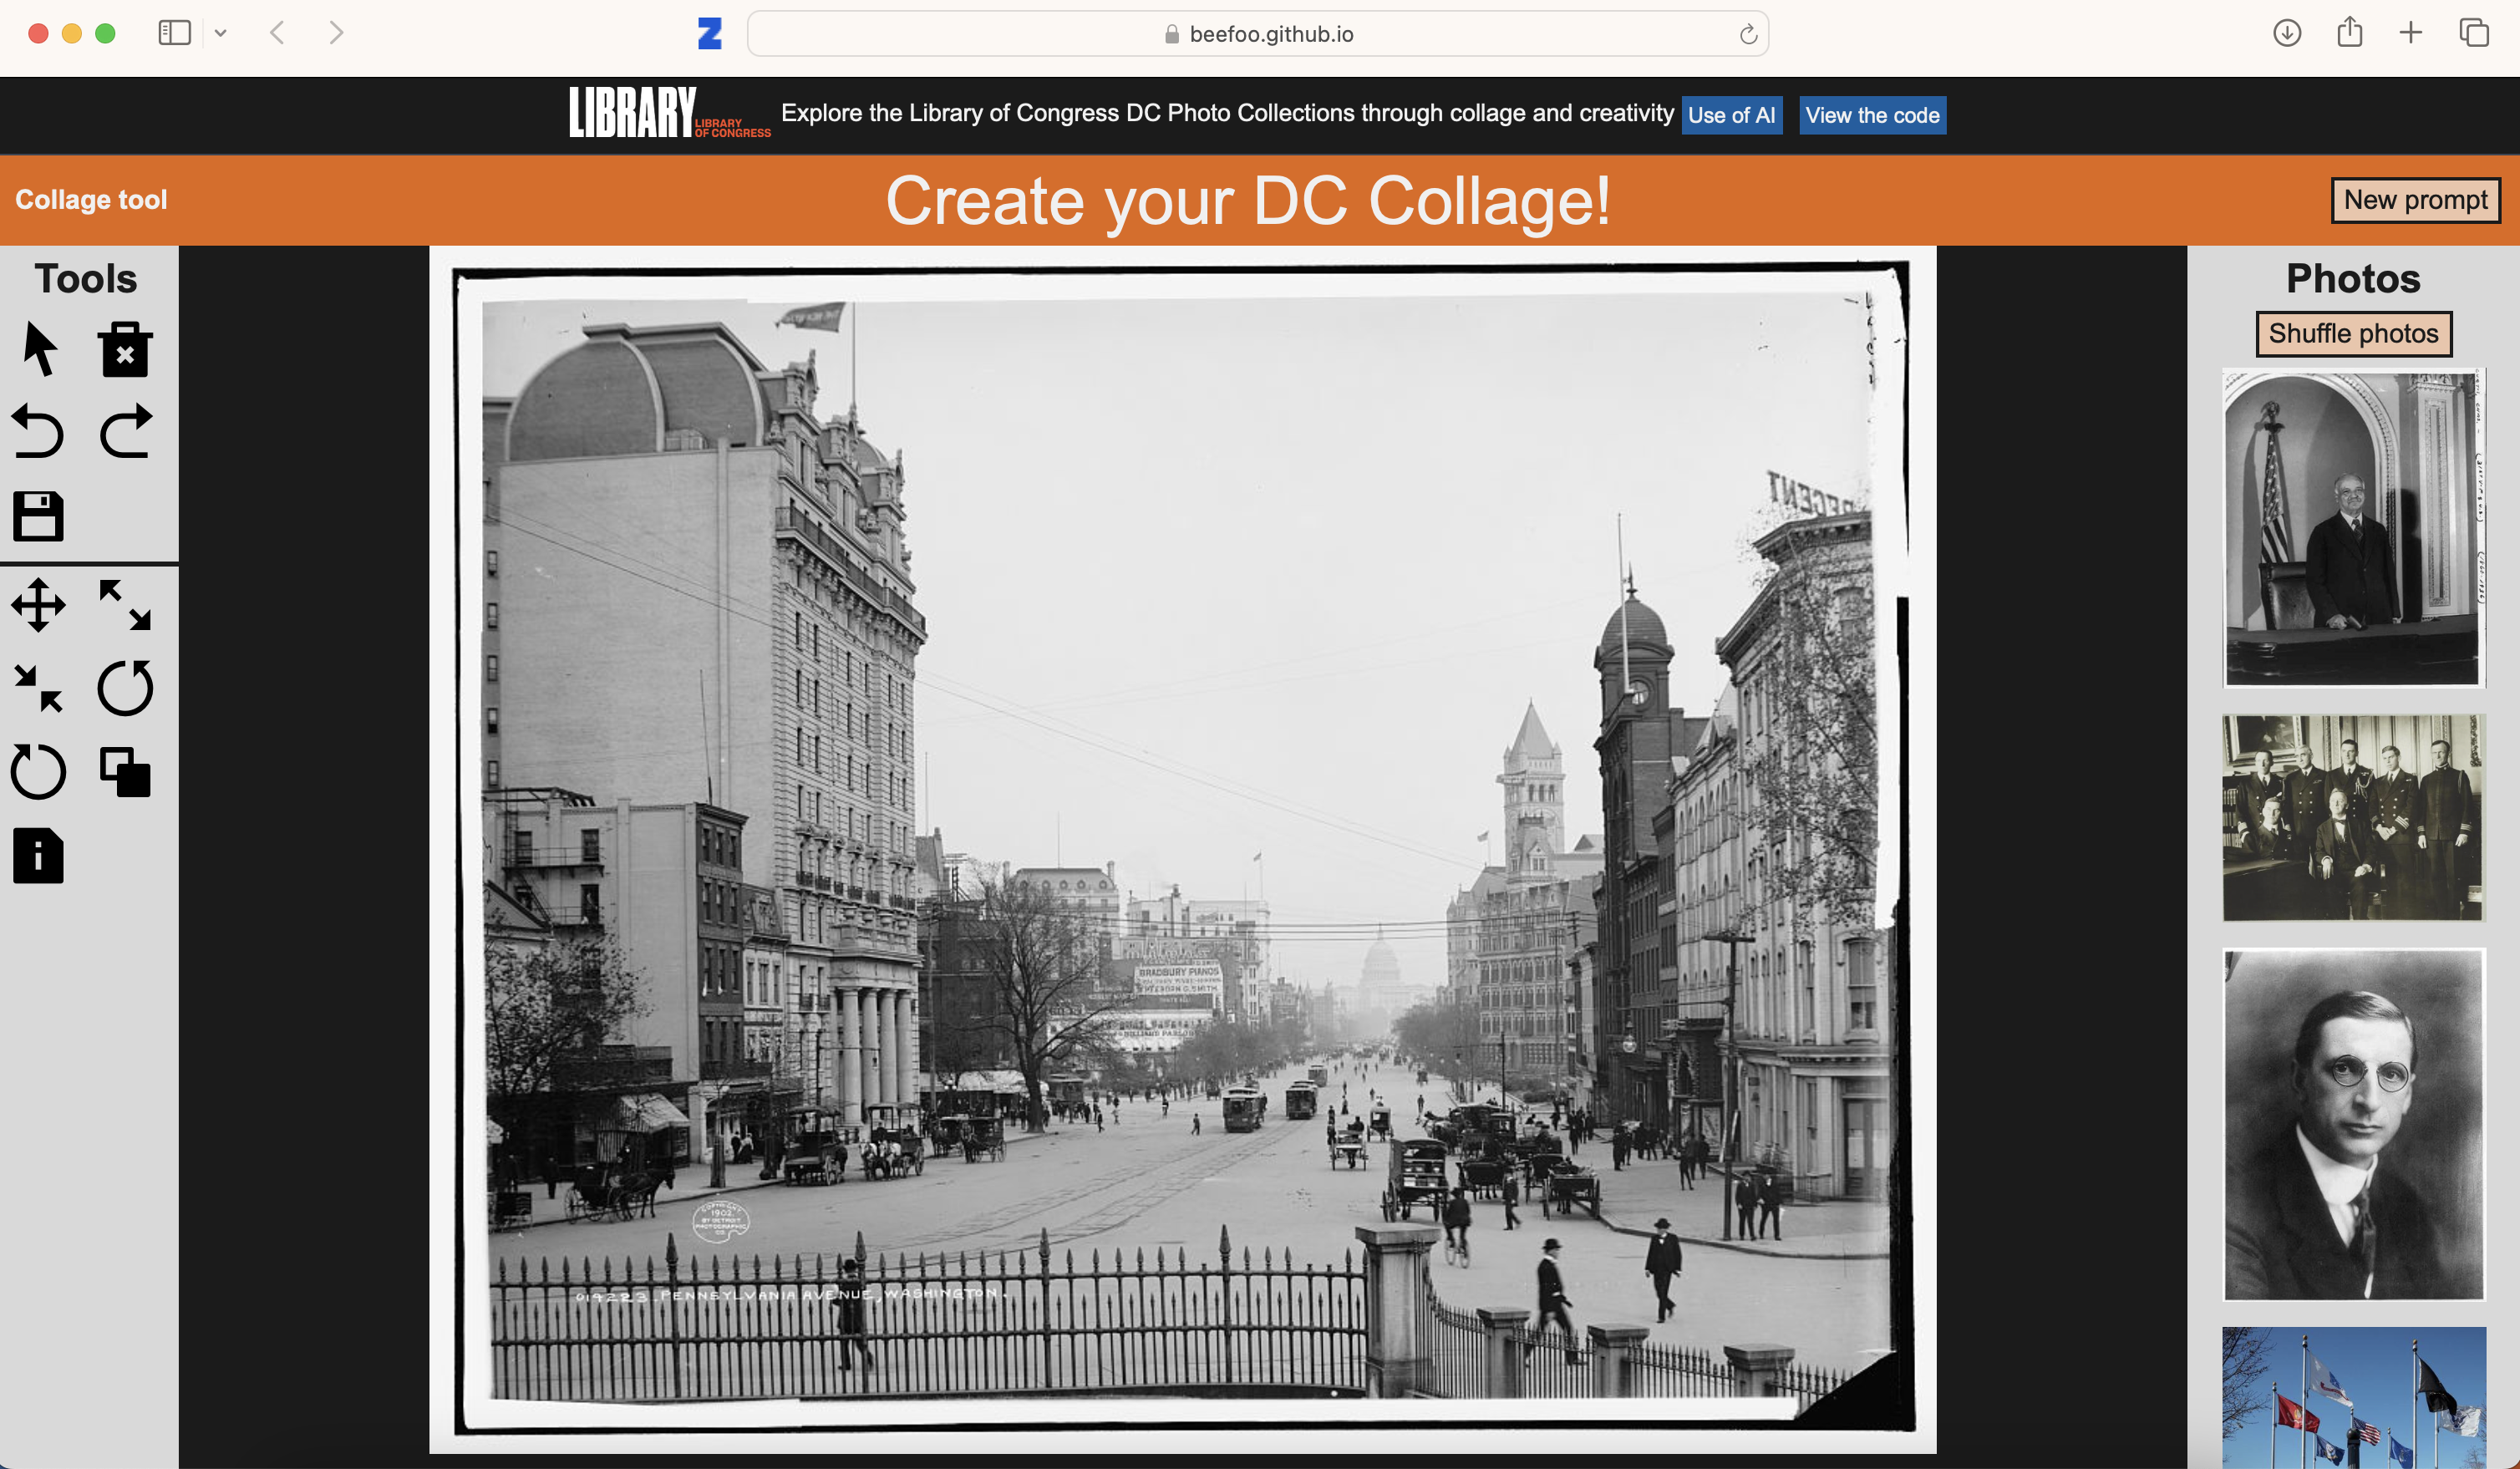 beefoo.github.io
LIBRARY
LIBRARY
OF CONGRESS
Explore the Library of Congress DC Photo Collections through collage and creativity
Use of AI
View the code
Collage tool
Create your DC Collage!
New prompt
Tools
Photos
Shuffle photos
BRADBURY PIANOS
SMITH
COPYRIGHT
1902
BY DETROIT
PHOTOGRAPHIC
CO.
019223. PENNSYLVANIA AVENUE, WASHINGTON.